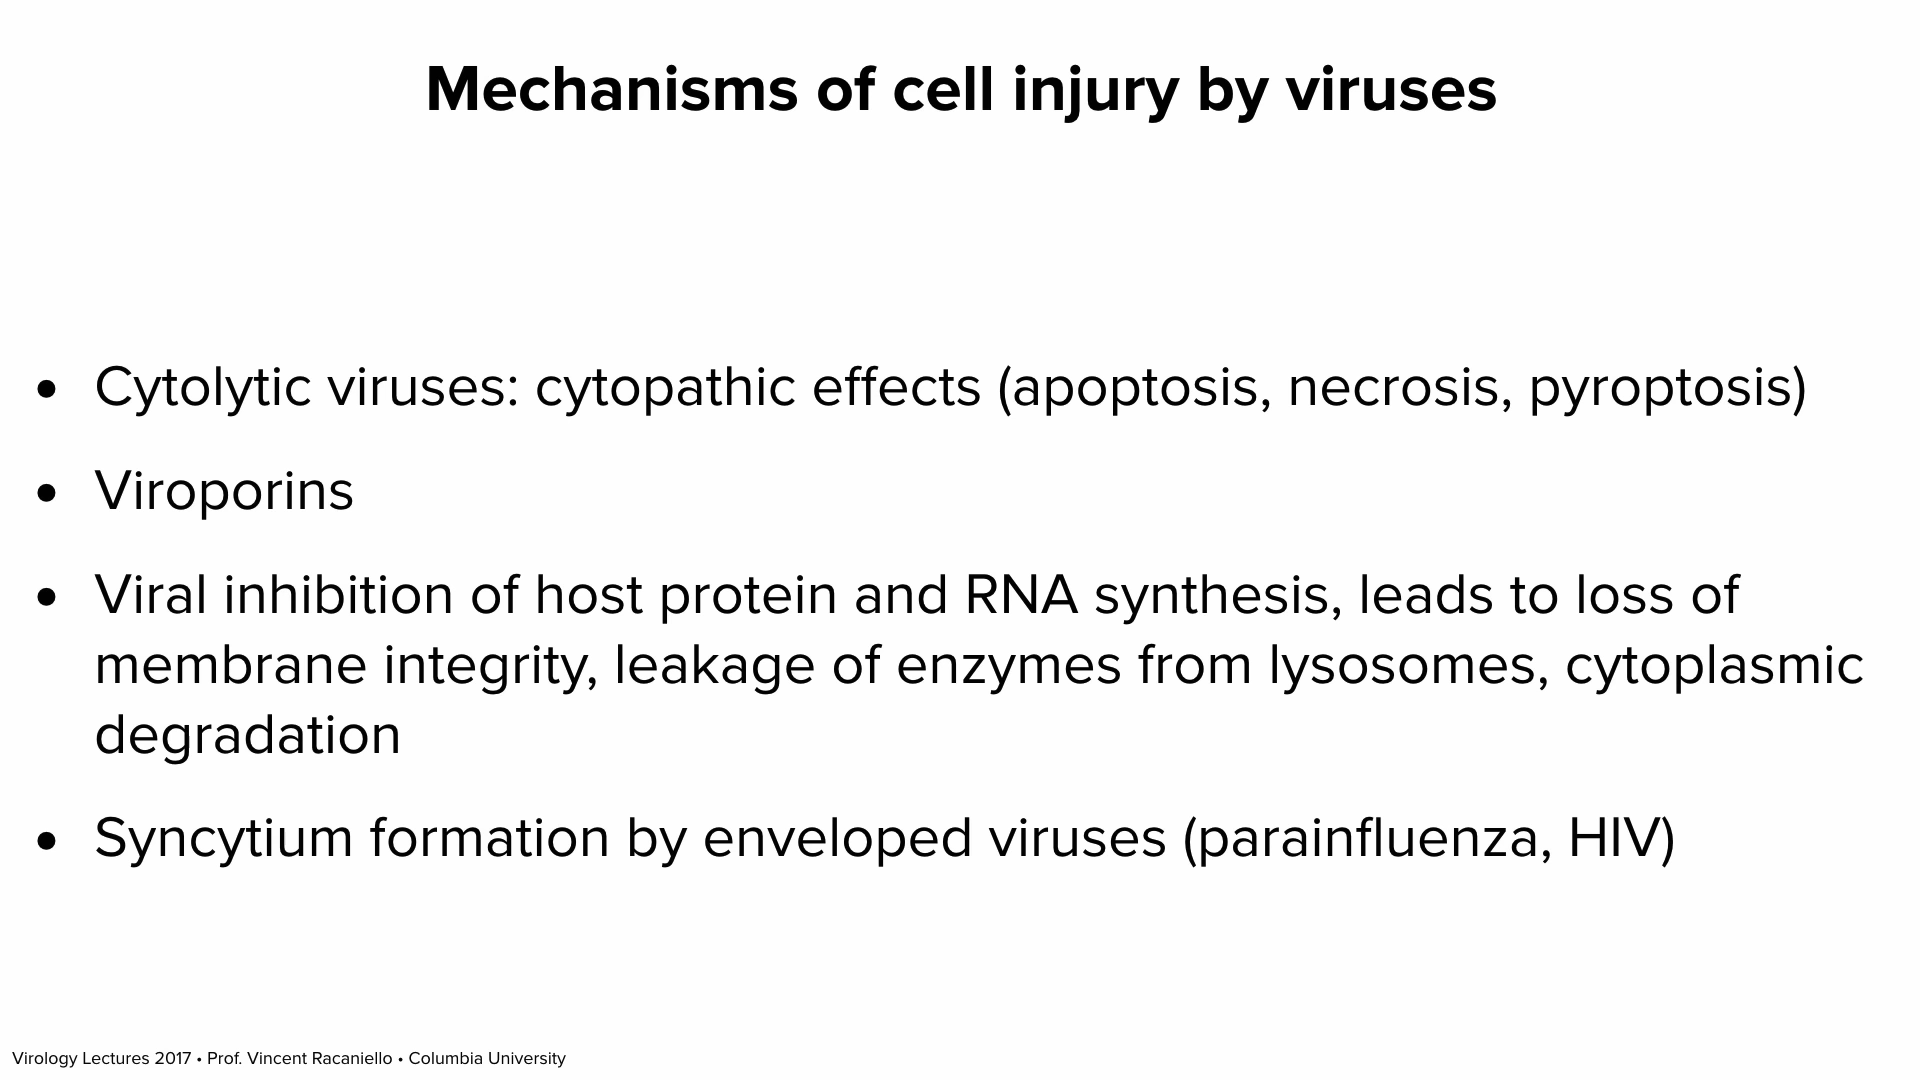 Mechanisms of cell injury by viruses
• Cytolytic viruses: cytopathic effects (apoptosis, necrosis, pyroptosis)
• Viroporins
• Viral inhibition of host protein and RNA synthesis, leads to loss of
membrane integrity, leakage of enzymes from lysosomes, cytoplasmic
degradation
• Syncytium formation by enveloped viruses (parainfluenza, HIV)
Virology Lectures 2017 • Prof. Vincent Racaniello • Columbia University